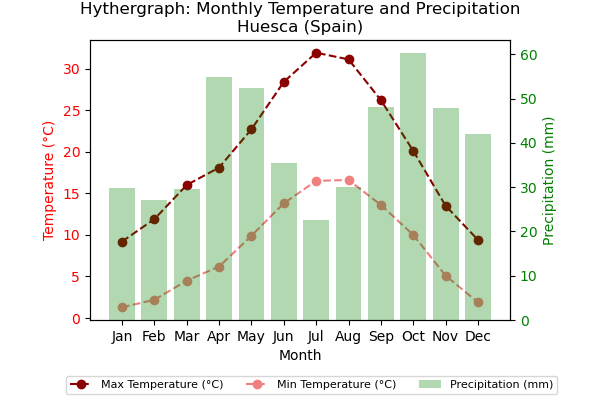 Hythergraph: Monthly Temperature and Precipitation
Huesca (Spain)
Temperature (°C)
30
25
20
15
10
5
0
60
50
40
30
20
10
0
Precipitation (mm)
Jan Feb Mar Apr May Jun Jul Aug Sep Oct Nov Dec
Month
Max Temperature (°C) Min Temperature (°C) Precipitation (mm)